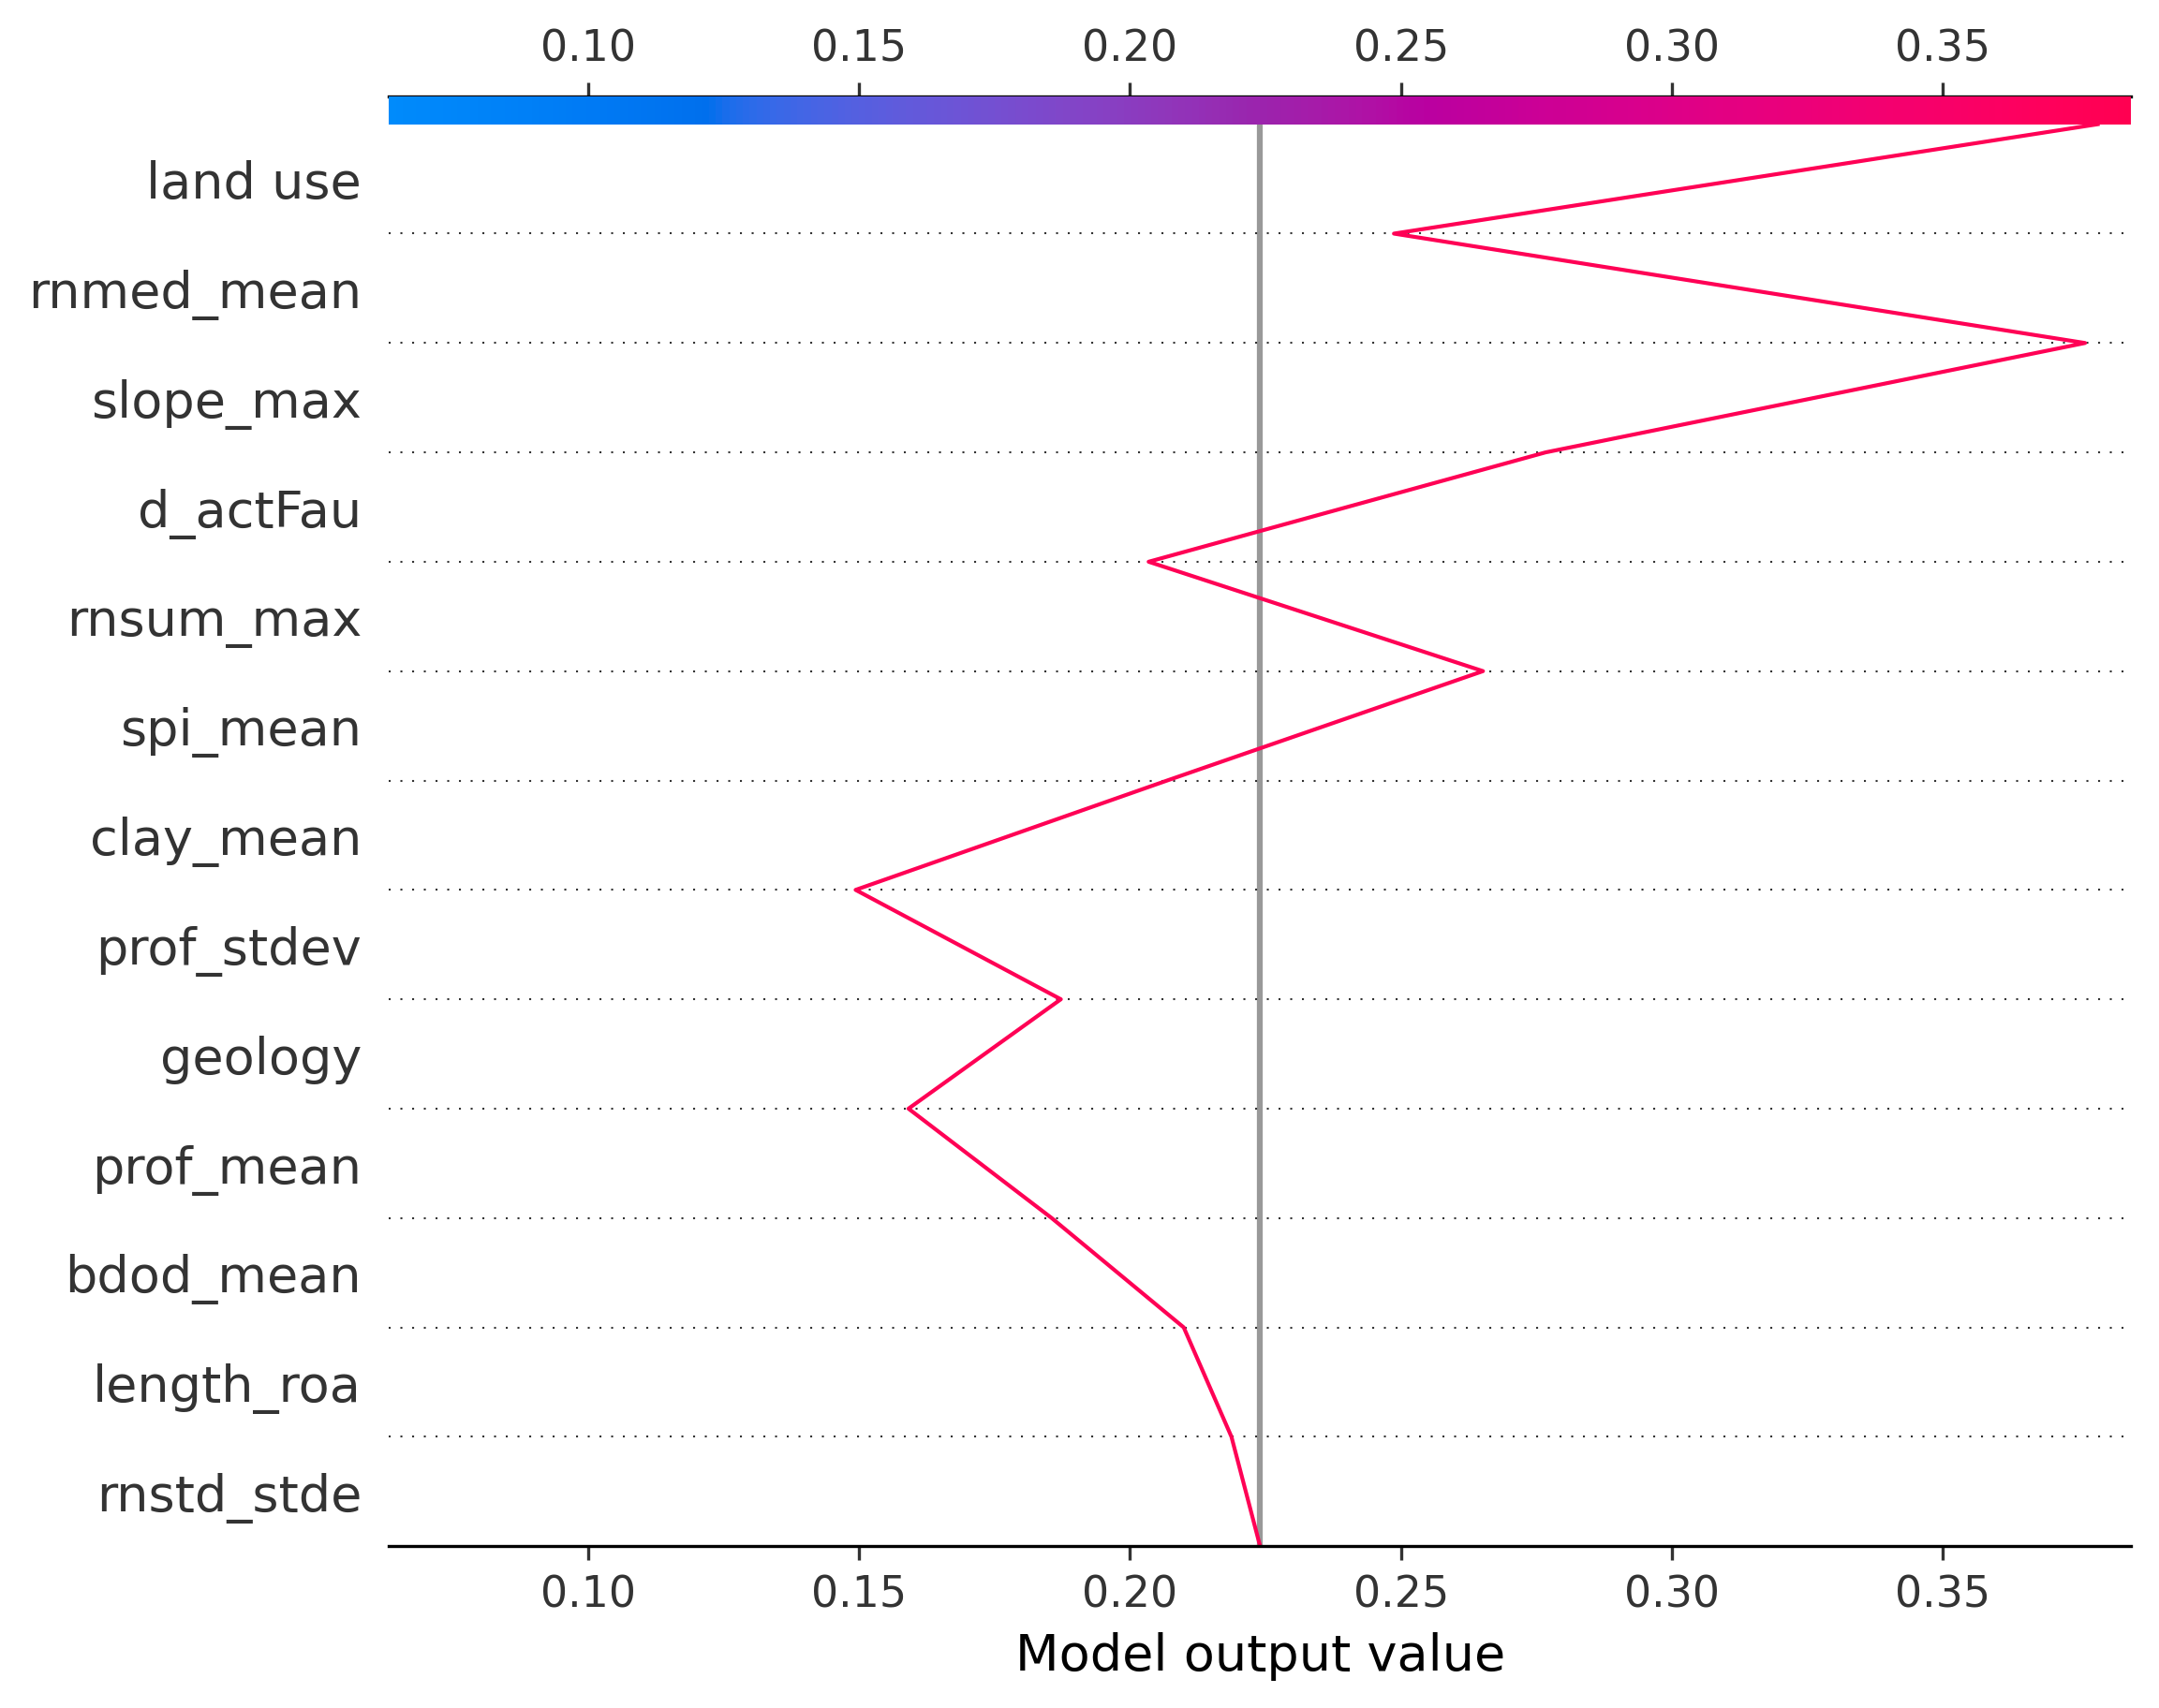 0.10 0.15 0.20 0.25 0.30 0.35
land use
rnmed_mean
slope_max
d_actFau
rnsum_max
spi_mean
clay_mean
prof_stdev
geology
prof_mean
bdod_mean
length_roa
rnstd_stde
0.10 0.15 0.20 0.25 0.30 0.35
Model output value